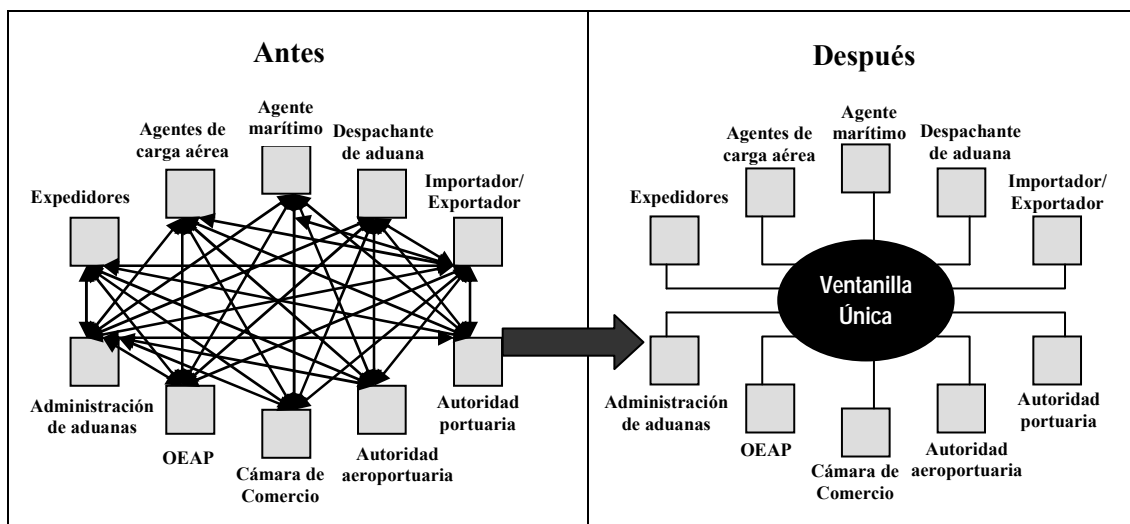 Antes
Agente
marítimo
Agentes de
carga aérea
Despachante
de aduana
Expedidores
Importador/
Exportador
Administración
de aduanas
OEAP
Cámara de
Comercio
Autoridad
aeroportuaria
Autoridad
portuaria
Después
Agente
marítimo
Agentes de
carga aérea
Despachante
de aduana
Expedidores
Importador/
Exportador
Ventanilla
Única
Administración
de aduanas
OEAP
Cámara de
Comercio
Autoridad
aeroportuaria
Autoridad
portuaria